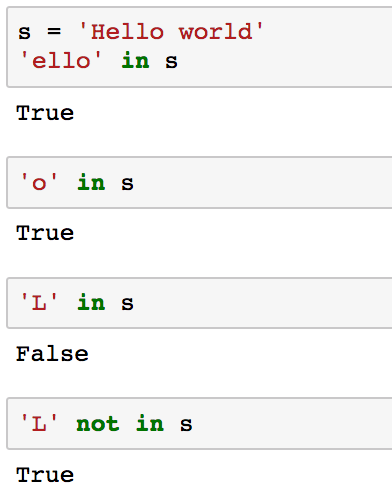 s = 'Hello world'
'ello' in s
True
'o' in s
True
'L' in s
False
'L' not in s
True